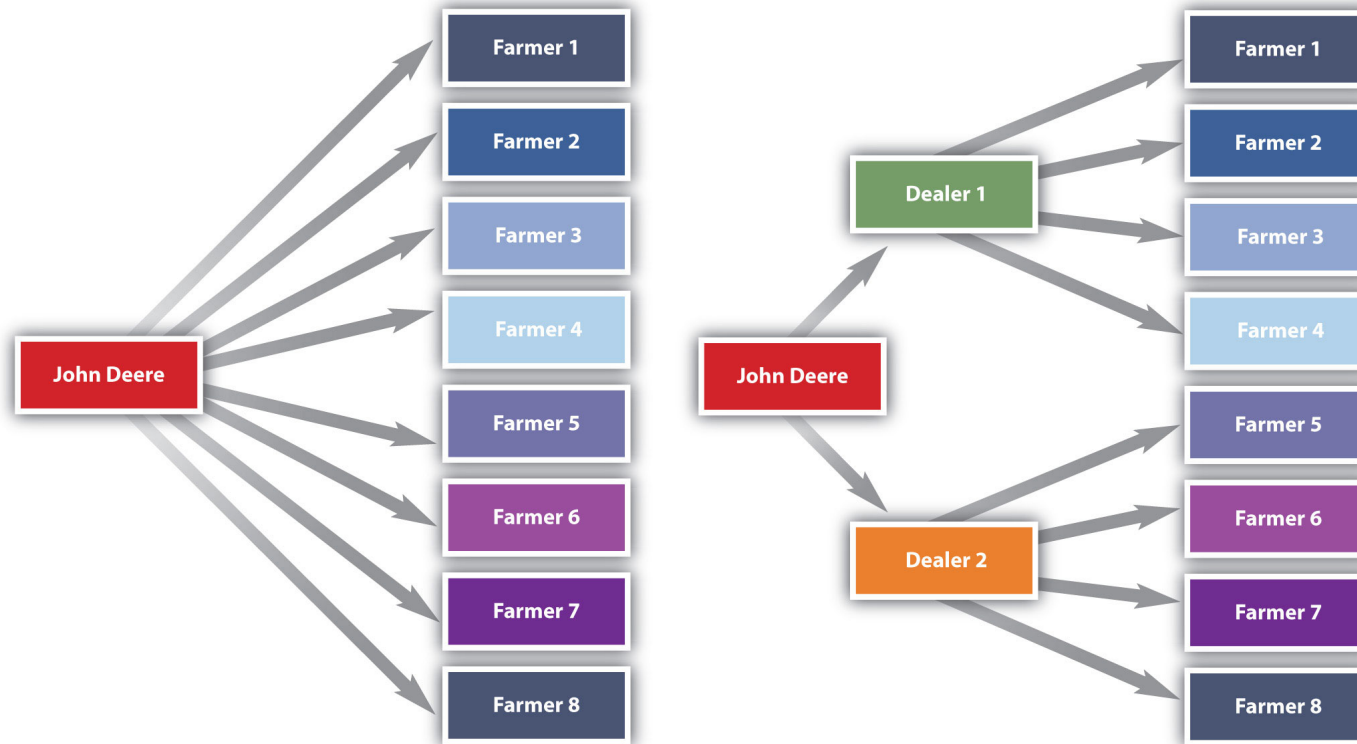 Farmer 1
Farmer 2
Farmer 3
Farmer 4
John Deere
Farmer 5
Farmer 6
Farmer 7
Farmer 8
Farmer 1
Farmer 2
Dealer 1
Farmer 3
Farmer 4
John Deere
Farmer 5
Farmer 6
Dealer 2
Farmer 7
Farmer 8